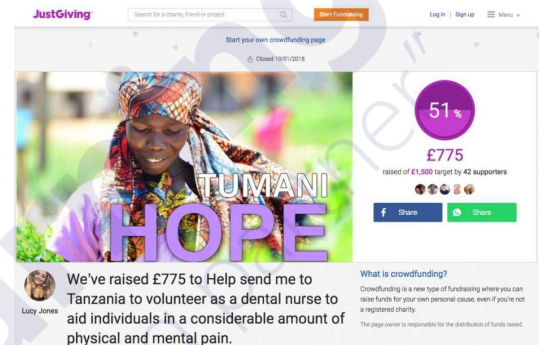 JustGiving
Search for a charity, friend or project
Start Fundraising
Log in | Sign up
Menu
Start your own crowdfunding page
Closed 19/01/2018
TUMANI
HOPE
51 %
£775
raised of £1,500 target by 42 supporters
f Share
Share
Lucy Jones
We've raised £775 to Help send me to
Tanzania to volunteer as a dental nurse to
aid individuals in a considerable amount of
physical and mental pain.
What is crowdfunding?
Crowdfunding is a new type of fundraising where you can
raise funds for your own personal cause, even if you're not
a registered charity.
The page owner is responsible for the distribution of funds raised.